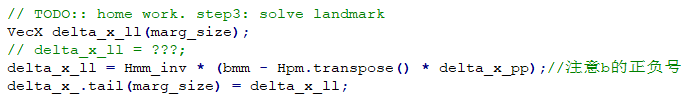 // TODO:: home work. step3: solve landmark
VecX delta_x_ll(marg_size);
// delta_x_ll = ???;
delta_x_ll = Hmm_inv * (bmm - Hpm.transpose() * delta_x_pp);//注意b的正负号
delta_x_.tail(marg_size) = delta_x_ll;